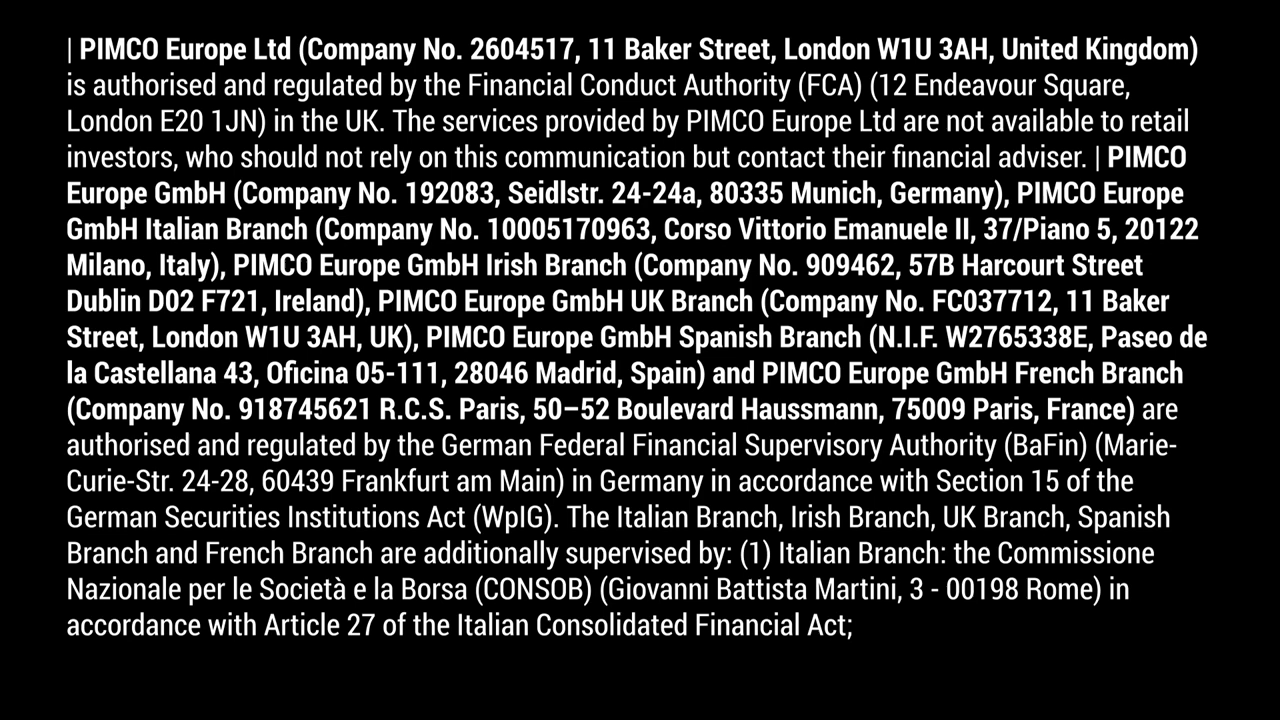 | PIMCO Europe Ltd (Company No. 2604517, 11 Baker Street, London W1U 3AH, United Kingdom)
is authorised and regulated by the Financial Conduct Authority (FCA) (12 Endeavour Square,
London E20 1JN) in the UK. The services provided by PIMCO Europe Ltd are not available to retail
investors, who should not rely on this communication but contact their financial adviser. | PIMCO
Europe GmbH (Company No. 192083, Seidlstr. 24-24a, 80335 Munich, Germany), PIMCO Europe
GmbH Italian Branch (Company No. 10005170963, Corso Vittorio Emanuele II, 37/Piano 5, 20122
Milano, Italy), PIMCO Europe GmbH Irish Branch (Company No. 909462, 57B Harcourt Street
Dublin D02 F721, Ireland), PIMCO Europe GmbH UK Branch (Company No. FC037712, 11 Baker
Street, London W1U 3AH, UK), PIMCO Europe GmbH Spanish Branch (N.I.F. W2765338E, Paseo de
la Castellana 43, Oficina 05-111, 28046 Madrid, Spain) and PIMCO Europe GmbH French Branch
(Company No. 918745621 R.C.S. Paris, 50–52 Boulevard Haussmann, 75009 Paris, France) are
authorised and regulated by the German Federal Financial Supervisory Authority (BaFin) (Marie-
Curie-Str. 24-28, 60439 Frankfurt am Main) in Germany in accordance with Section 15 of the
German Securities Institutions Act (WpIG). The Italian Branch, Irish Branch, UK Branch, Spanish
Branch and French Branch are additionally supervised by: (1) Italian Branch: the Commissione
Nazionale per le Società e la Borsa (CONSOB) (Giovanni Battista Martini, 3 - 00198 Rome) in
accordance with Article 27 of the Italian Consolidated Financial Act;